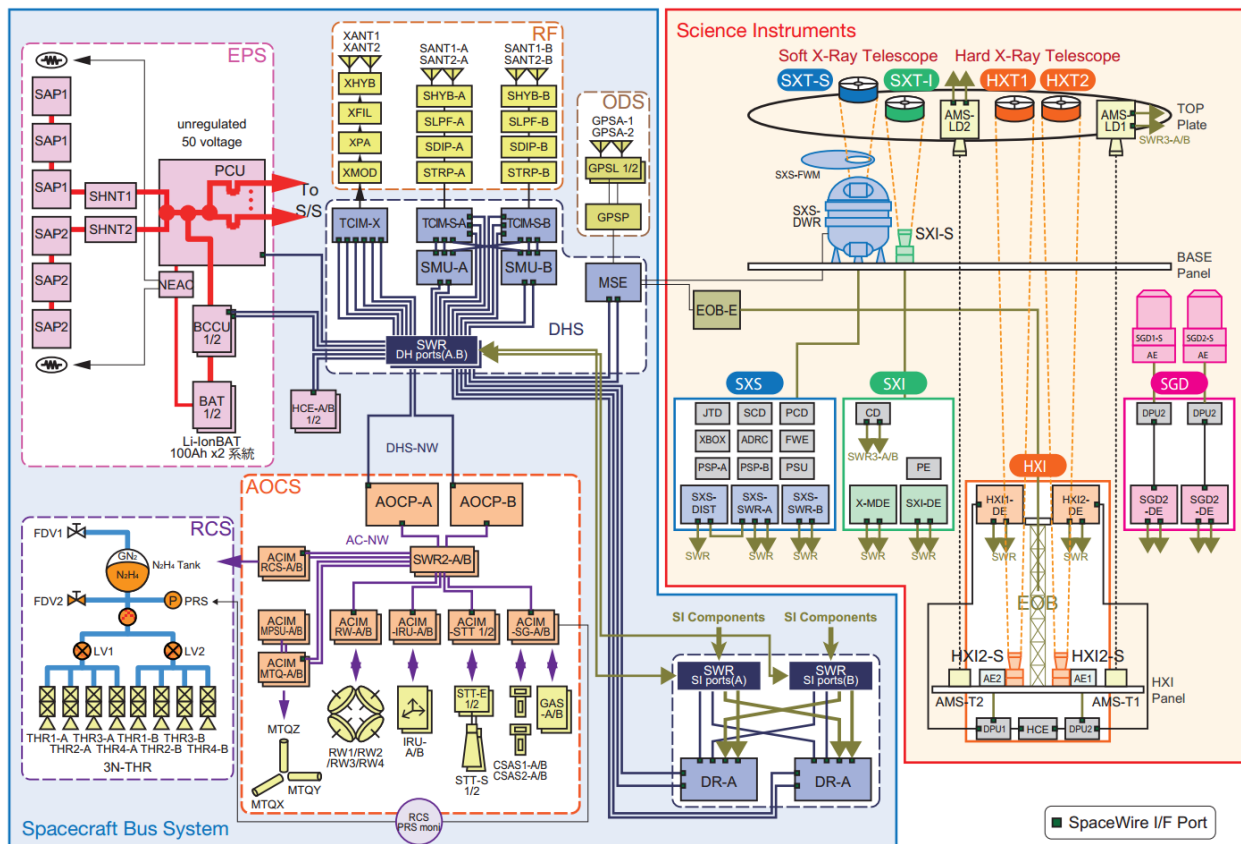 EPS
SAP1
SAP1
SAP1
SAP2
SAP2
SAP2
SHNT1
SHNT2
unregulated
50 voltage
PCU
To
S/S
NEAC
BCCU
1/2
BAT
1/2
Li-IonBAT
100Ah x2 系統
HCE-A/B
1/2
RF
XANT1
XANT2
XHYB
XFIL
XPA
XMOD
SANT1-A
SANT2-A
SHYB-A
SLPF-A
SDIP-A
STRP-A
SANT1-B
SANT2-B
SHYB-B
SLPF-B
SDIP-B
STRP-B
ODS
GPSA-1
GPSA-2
GPSL 1/2
GPSP
TCIM-X
TCIM-S-A
TCIM-S-B
SMU-A
SMU-B
MSE
DHS
SWR
DH ports(A.B)
EOB-E
DHS-NW
AOCS
AOCP-A
AOCP-B
AC-NW
SWR2-A/B
ACIM
RCS-A/B
ACIM
MPSU-A/B
ACIM
MTQ-A/B
ACIM
RW-A/B
ACIM
-IRU-A/B
ACIM
-STT 1/2
ACIM
-SG-A/B
MTQZ
MTQY
MTQX
RW1/RW2
/RW3/RW4
IRU-
A/B
STT-E
1/2
STT-S
1/2
CSAS1-A/B
CSAS2-A/B
GAS
-A/B
RCS
PRS moni
RCS
FDV1
GN₂
N₂H₄
N₂H₄ Tank
FDV2
P
PRS
LV1
LV2
THR1-A
THR3-A
THR1-B
THR3-B
THR2-A
THR4-A
THR2-B
THR4-B
3N-THR
Spacecraft Bus System
SI Components
SI Components
SWR
SI ports(A)
SWR
SI ports(B)
DR-A
DR-A
Science Instruments
Soft X-Ray Telescope
Hard X-Ray Telescope
SXT-S
SXT-I
HXT1
HXT2
AMS-
LD2
AMS-
LD1
TOP
Plate
SWR3-A/B
SXS-FWM
SXS-
DWR
SXI-S
BASE
Panel
SXS
JTD
SCD
PCD
XBOX
ADRC
FWE
PSP-A
PSP-B
PSU
SXS-
DIST
SXS-
SWR-A
SXS-
SWR-B
SWR
SWR
SWR
SXI
CD
SWR3-A/B
PE
X-MDE
SXI-DE
SWR
SWR
HXI
HXI1-
DE
HXI2-
DE
SWR
SWR
EOB
HXI2-S
HXI2-S
AE2
AE1
AMS-T2
AMS-T1
HXI
Panel
DPU1
HCE
DPU2
SGD1-S
AE
SGD2-S
AE
SGD
DPU2
DPU2
SGD2
-DE
SGD2
-DE
SWR
SWR
SpaceWire I/F Port